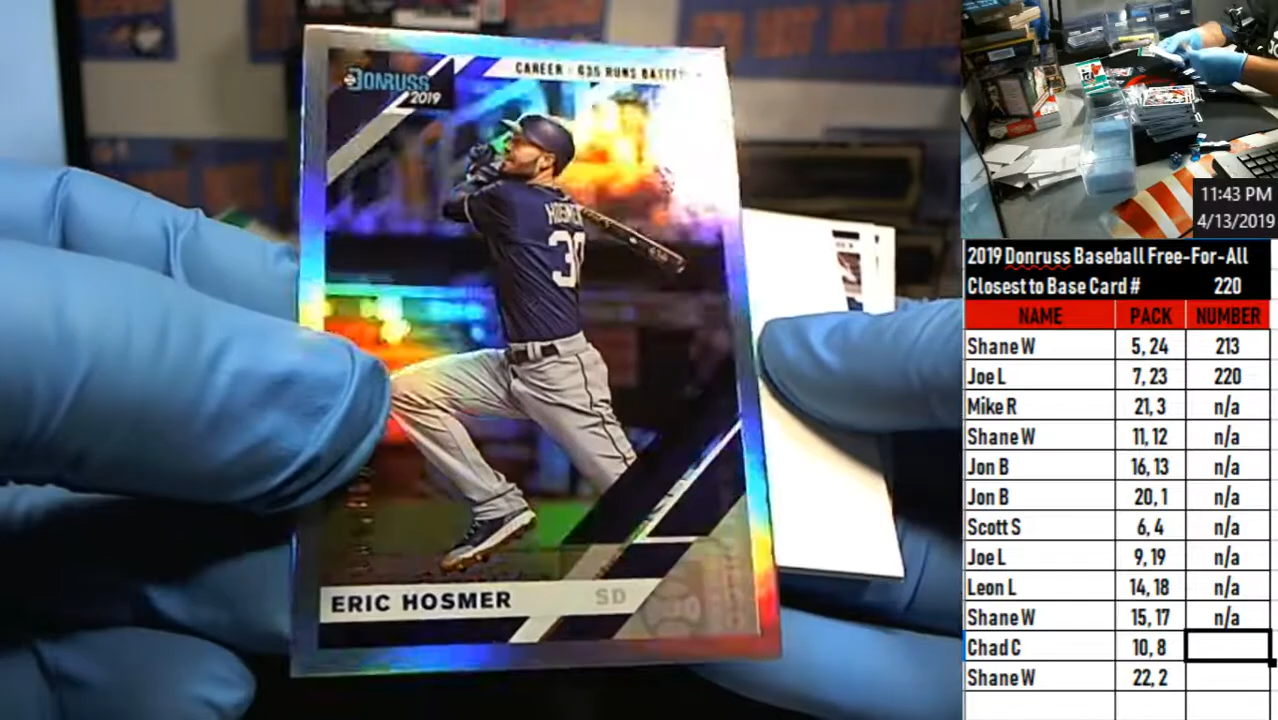 DONRUSS
2019
CAREER
635 RUNS
HOSMER
30
ERIC HOSMER
SD
11:43 PM
4/13/2019
2019 Donruss Baseball Free-For-All
Closest to Base Card # 220
NAME PACK NUMBER
Shane W 5, 24 213
Joe L 7, 23 220
Mike R 21, 3 n/a
Shane W 11, 12 n/a
Jon B 16, 13 n/a
Jon B 20, 1 n/a
Scott S 6, 4 n/a
Joe L 9, 19 n/a
Leon L 14, 18 n/a
Shane W 15, 17 n/a
Chad C 10, 8
Shane W 22, 2